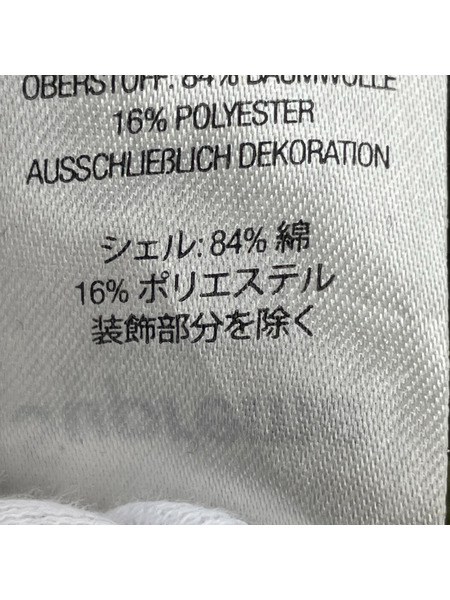 OBERSTOFF: 84% BAUMWOLLE
16% POLYESTER
AUSSCHLIEßLICH DEKORATION
シェル: 84% 綿
16% ポリエステル
装飾部分を除く